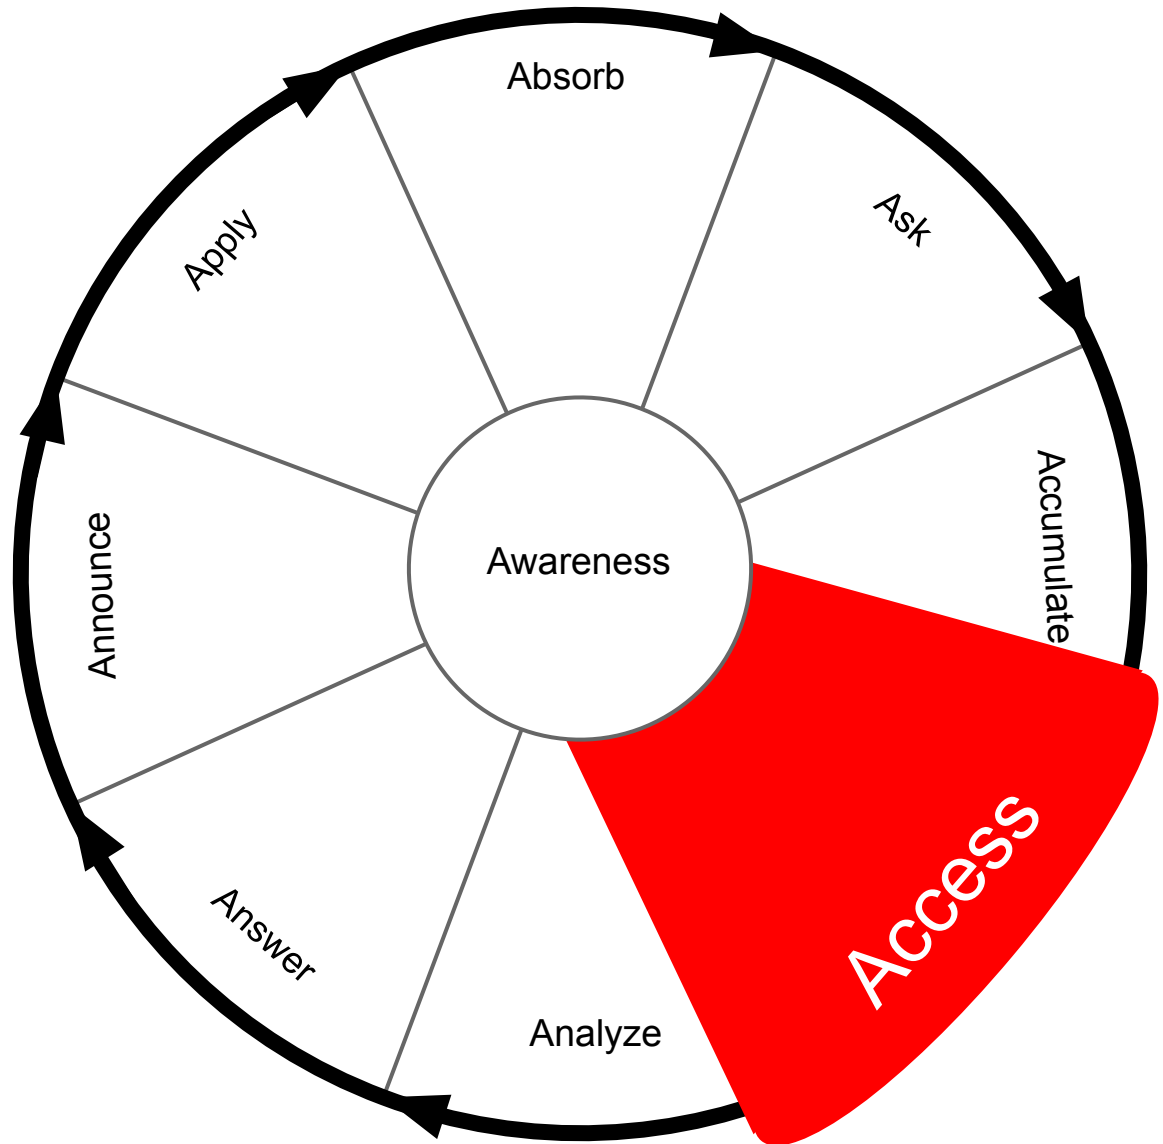 Absorb
Ask
Accumulate
Access
Analyze
Answer
Announce
Apply
Awareness